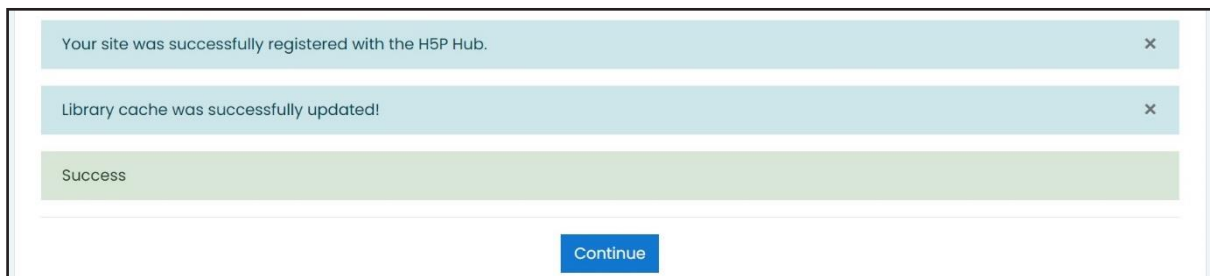 Your site was successfully registered with the H5P Hub. ×
Library cache was successfully updated! ×
Success
Continue